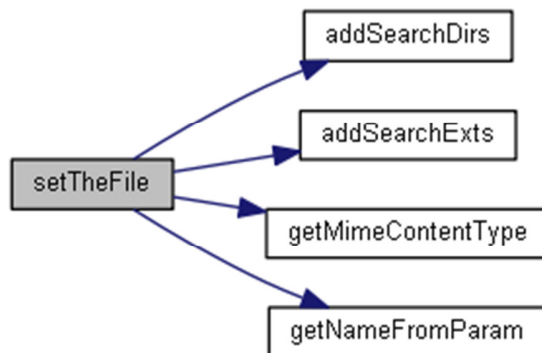 addSearchDirs
addSearchExts
setTheFile
getMimeContentType
getNameFromParam